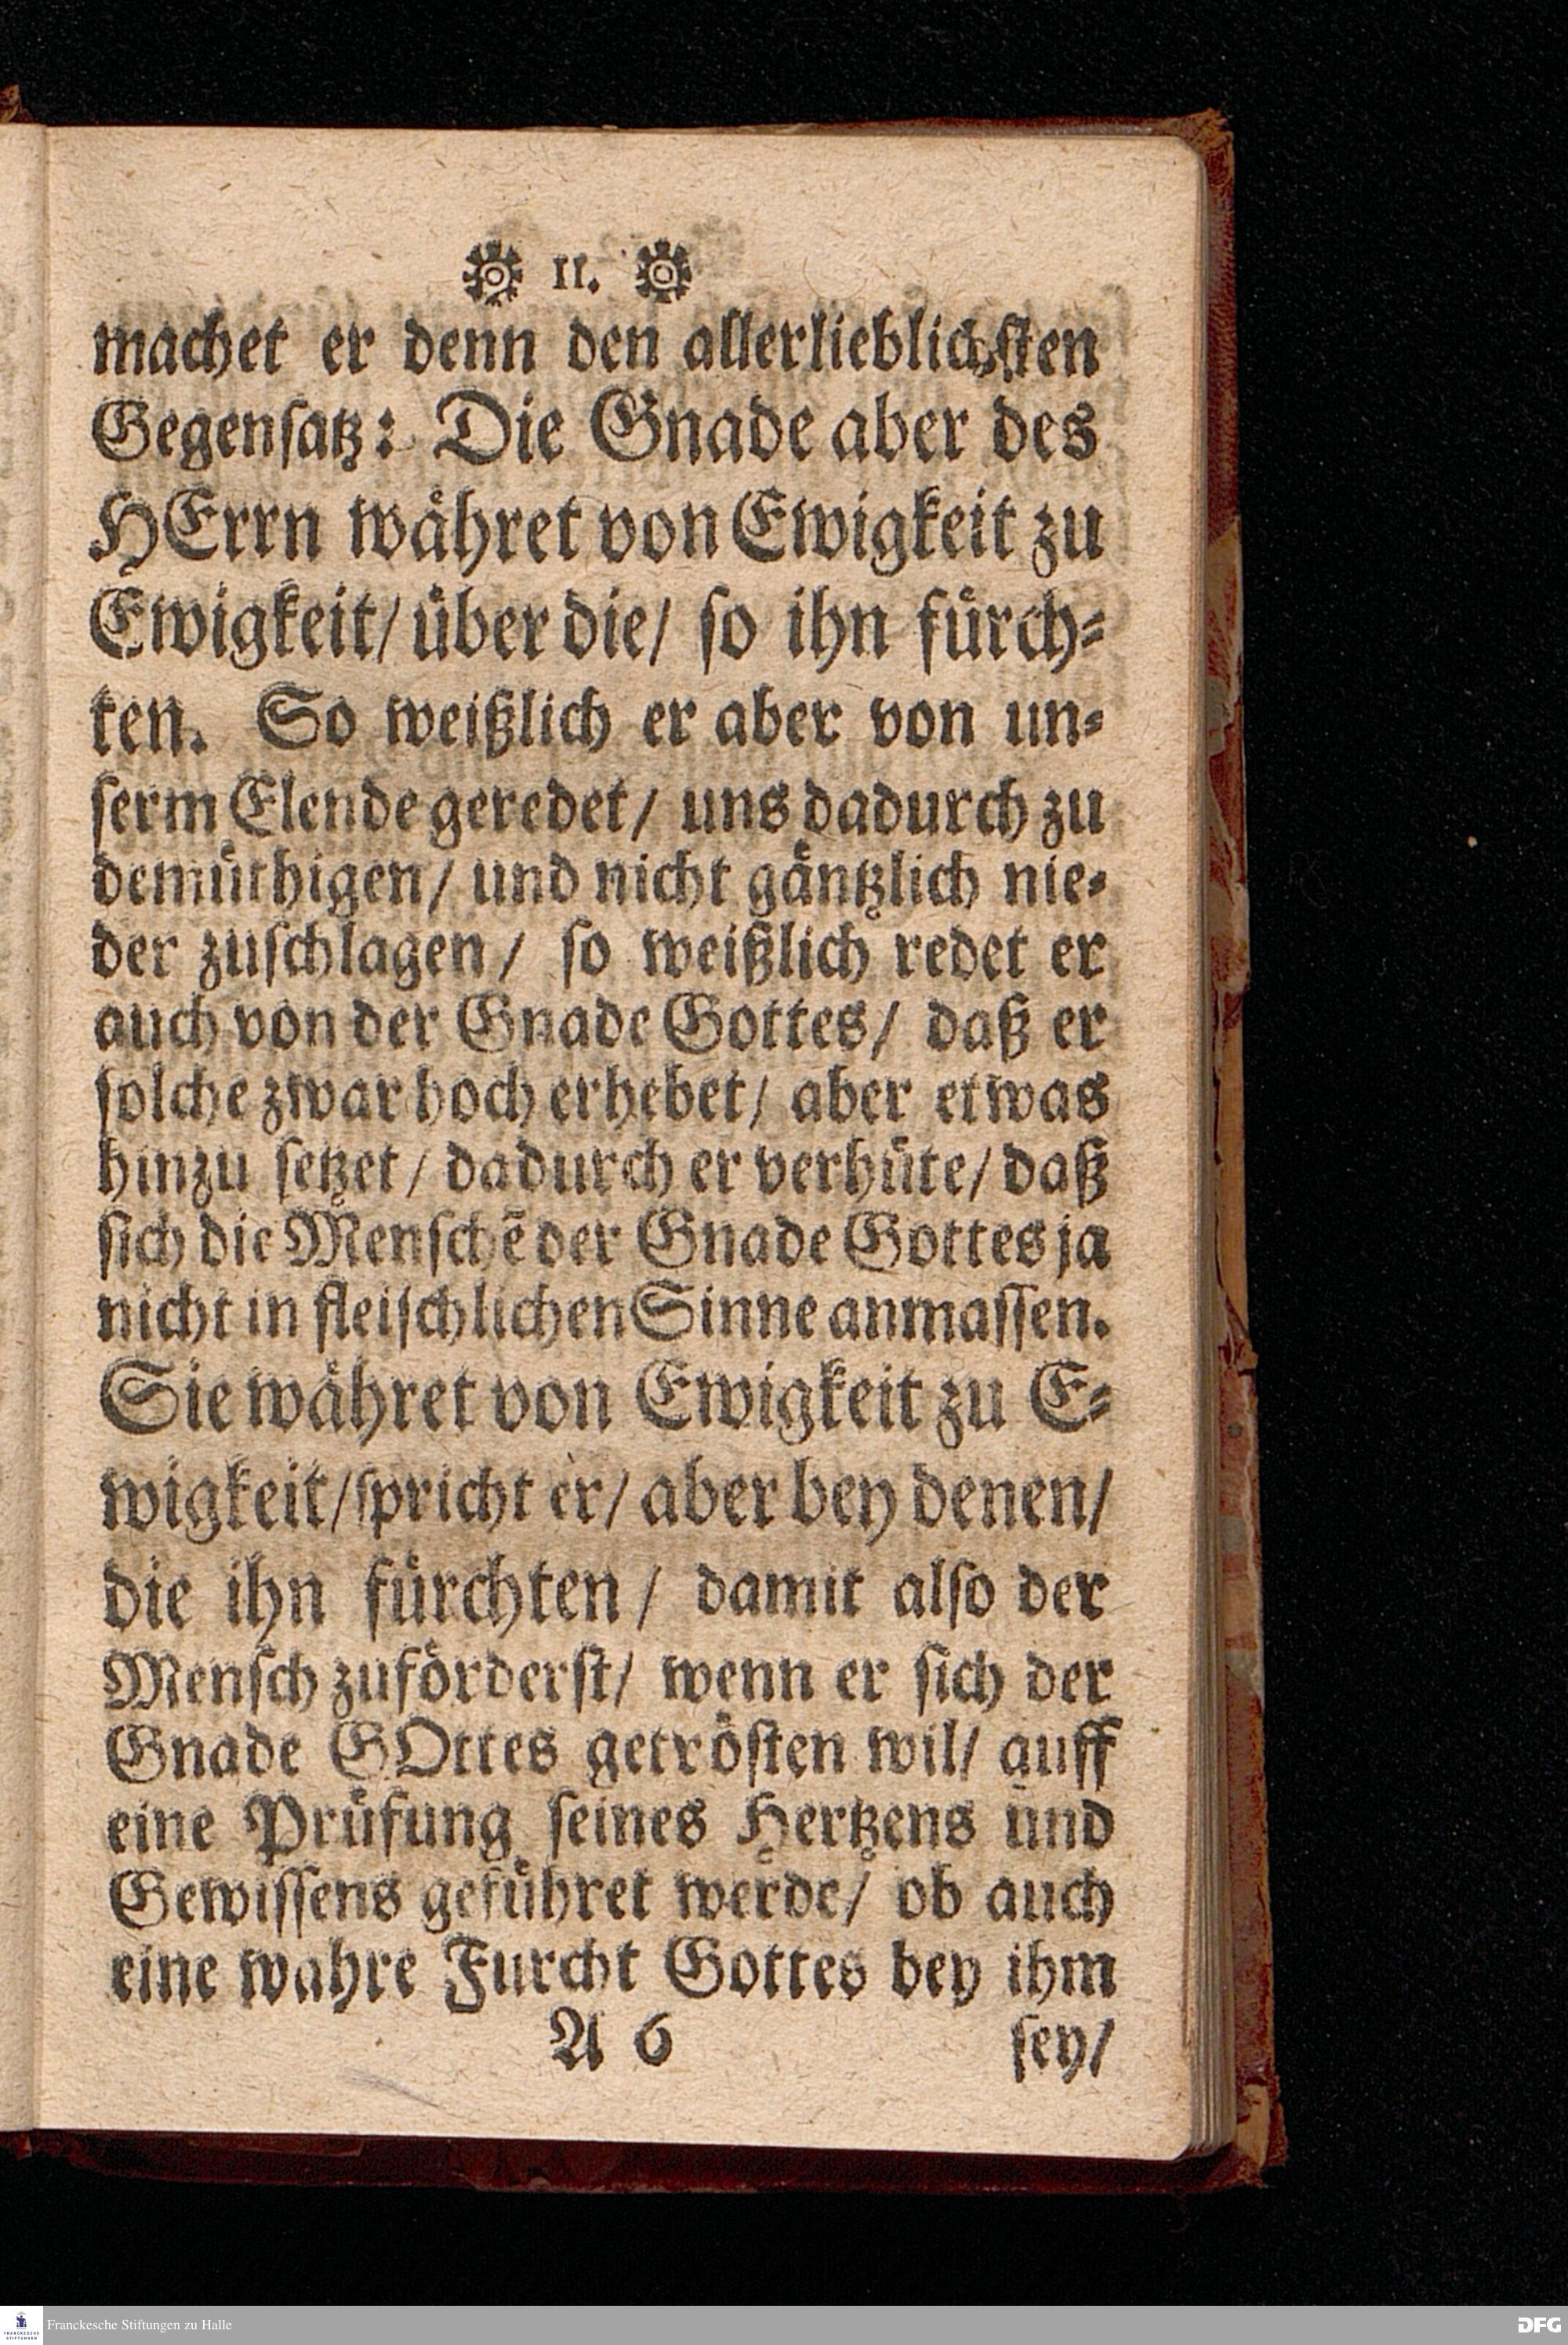 11.
machet er denn den allerlieblichſten
Gegenſatz: Die Gnade aber des
HErrn währet von Ewigkeit zu
Ewigkeit/ über die/ ſo ihn fürch-
ten. So weißlich er aber von un-
ſerm Elende geredet/ uns dadurch zu
demüthigen/ und nicht gäntzlich nie-
der zuſchlagen/ ſo weißlich redet er
auch von der Gnade Gottes/ daß er
ſolche zwar hoch erhebet/ aber etwas
hinzu ſetzet/ dadurch er verhüte/ daß
ſich die Menſchẽ der Gnade Gottes ja
nicht in fleiſchlichen Sinne anmaſſen.
Sie währet von Ewigkeit zu E-
wigkeit/ ſpricht er/ aber bey denen/
die ihn fürchten/ damit alſo der
Menſch zuförderſt/ wenn er ſich der
Gnade GOttes getröſten wil/ auff
eine Prüfung ſeines Hertzens und
Gewiſſens geführet werde/ ob auch
eine wahre Furcht Gottes bey ihm
A 6 ſey/
Franckesche Stiftungen zu Halle
DFG